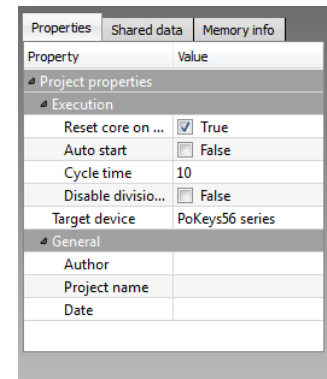 Properties Shared data Memory info
Property Value
Project properties
Execution
Reset core on ... True
Auto start False
Cycle time 10
Disable divisio... False
Target device PoKeys56 series
General
Author
Project name
Date